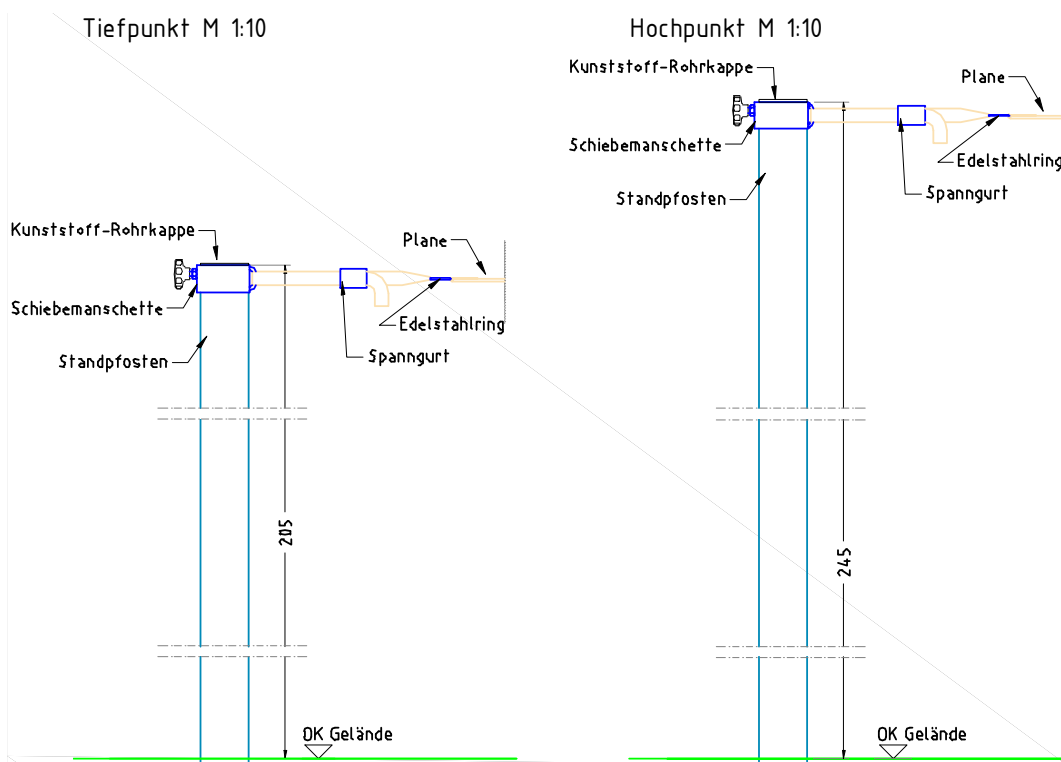 Tiefpunkt M 1:10
Kunststoff-Rohrkappe
Plane
Schiebemanschette
Edelstahlring
Spanngurt
Standpfosten
205
OK Gelände
Hochpunkt M 1:10
Kunststoff-Rohrkappe
Plane
Schiebemanschette
Edelstahlring
Standpfosten
Spanngurt
245
OK Gelände